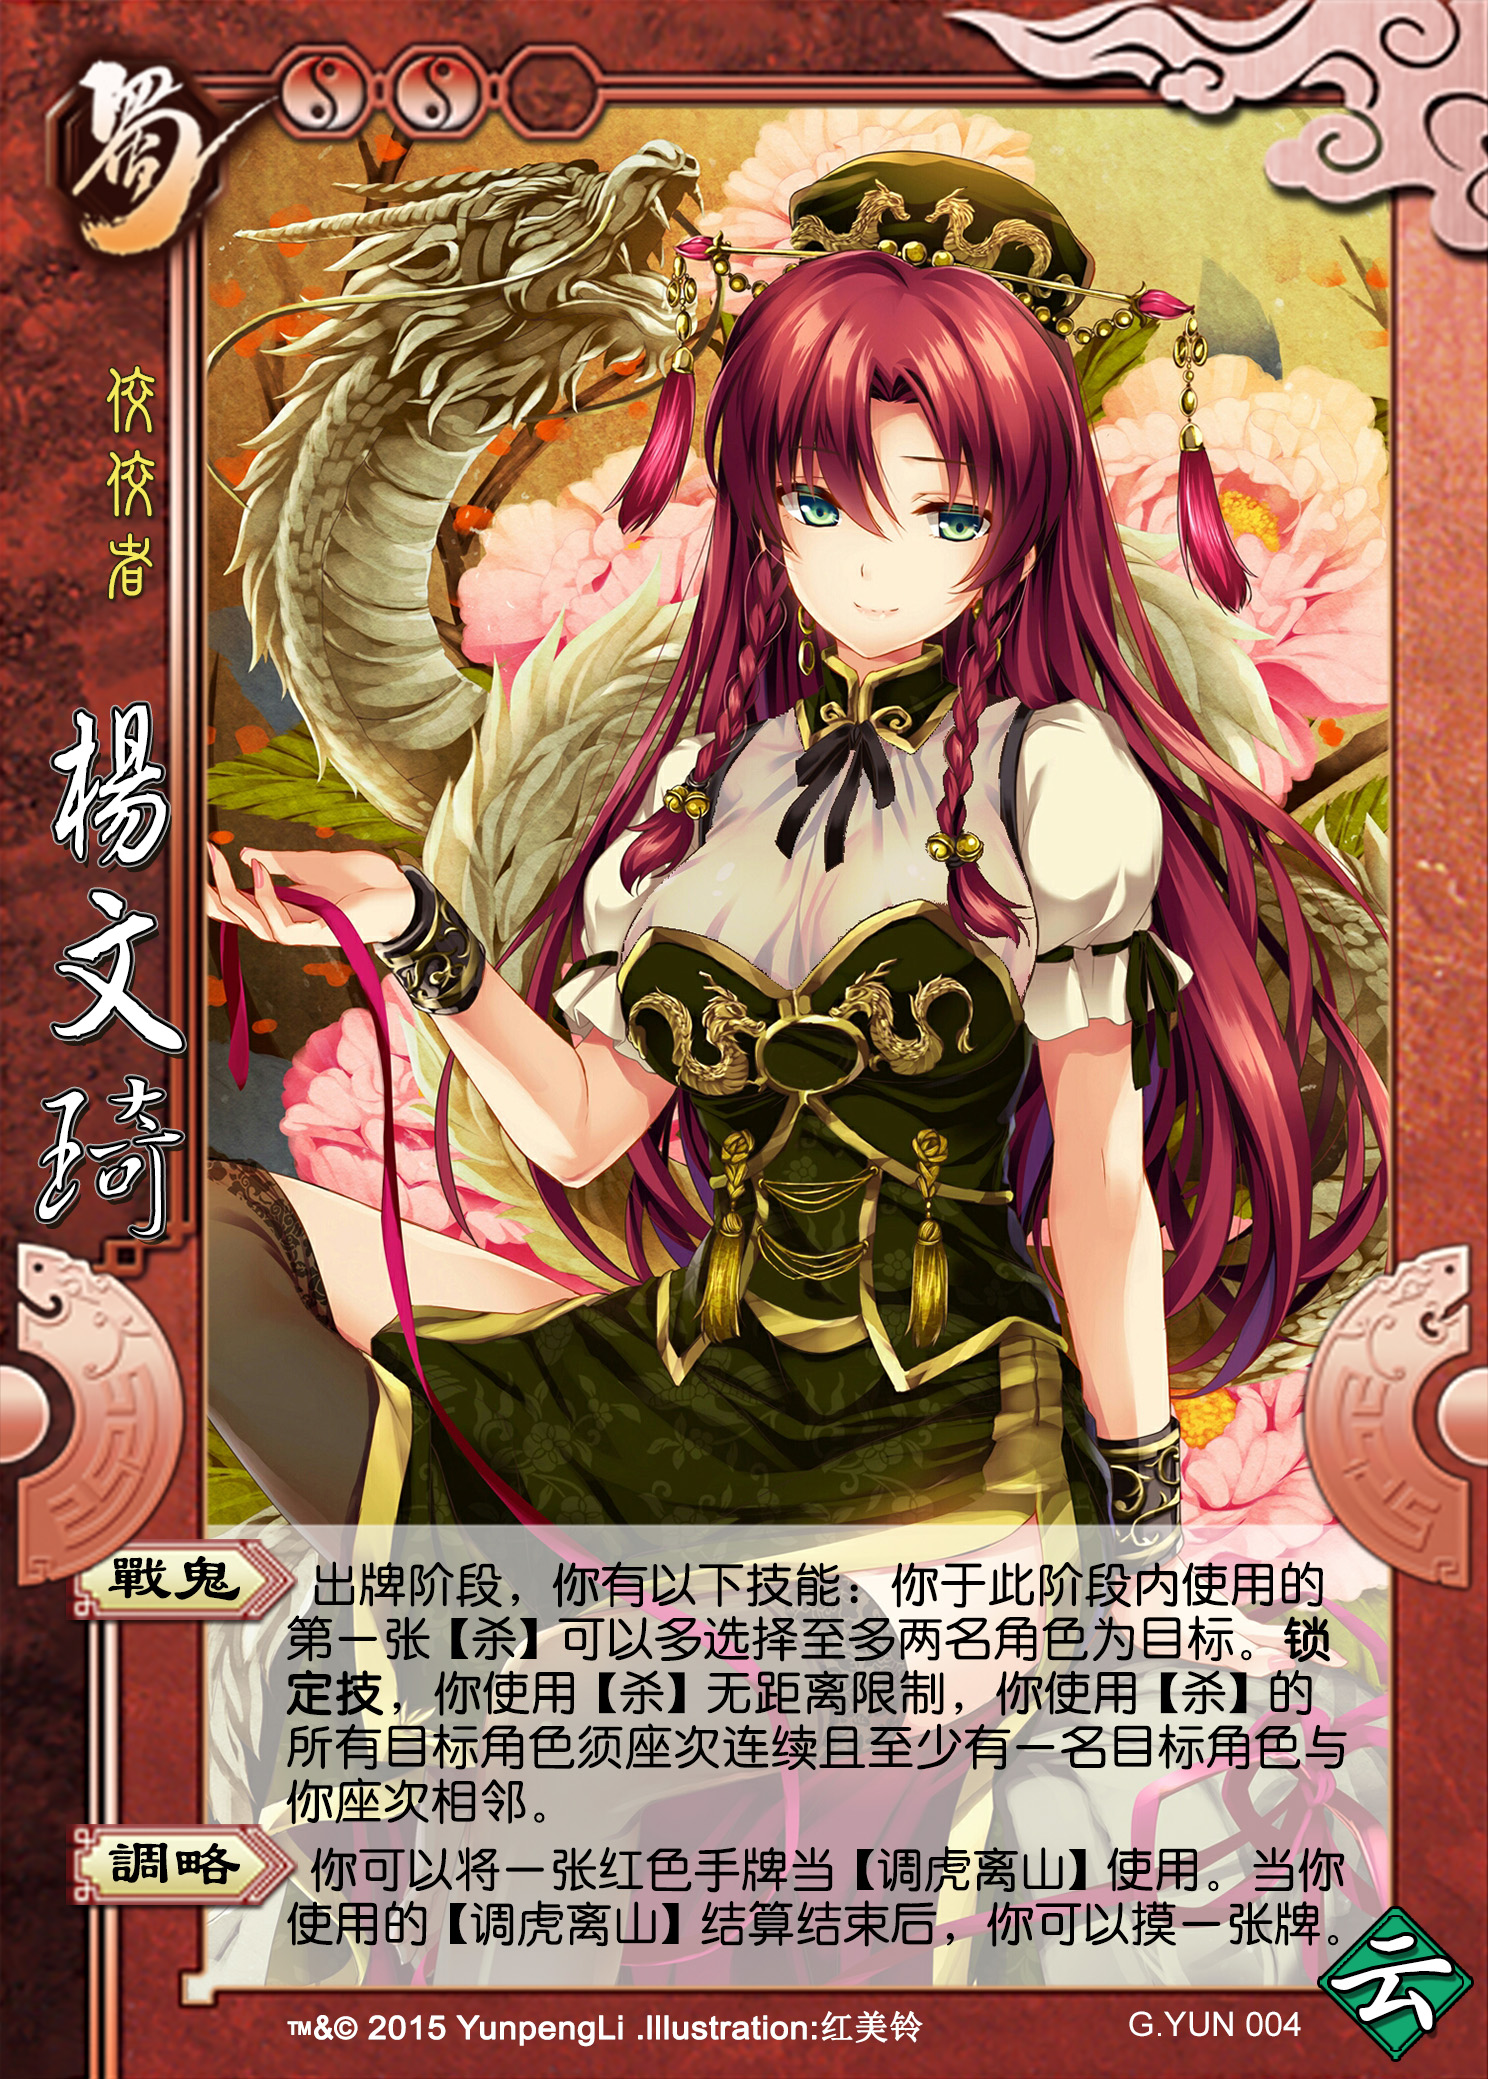 蜀
佼佼者
楊文琦
戰鬼
出牌阶段，你有以下技能：你于此阶段内使用的
第一张【杀】可以多选择至多两名角色为目标。锁
定技，你使用【杀】无距离限制，你使用【杀】的
所有目标角色须座次连续且至少有一名目标角色与
你座次相邻。
調略
你可以将一张红色手牌当【调虎离山】使用。当你
使用的【调虎离山】结算结束后，你可以摸一张牌。
云
™&© 2015 YunpengLi .Illustration:红美铃
G.YUN 004